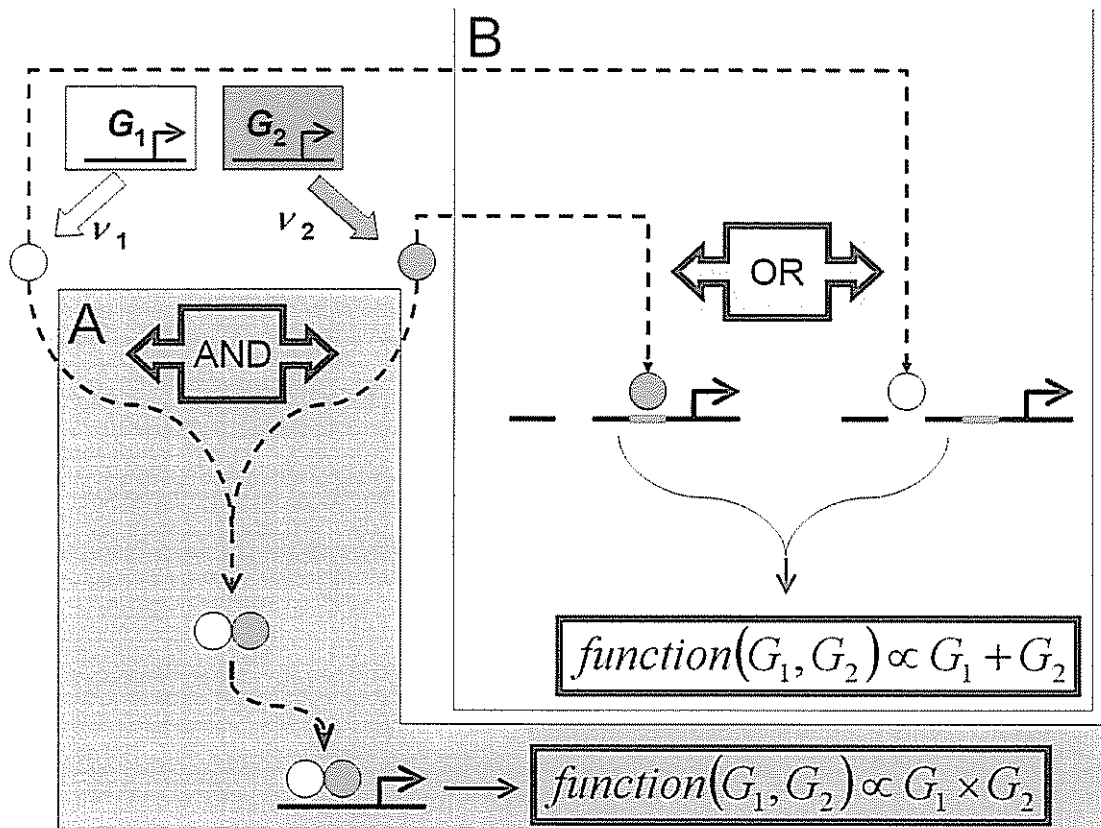 B
G₁
G₂
ν₁
ν₂
OR
A
AND
function(G₁, G₂) ∝ G₁ + G₂
function(G₁, G₂) ∝ G₁ × G₂